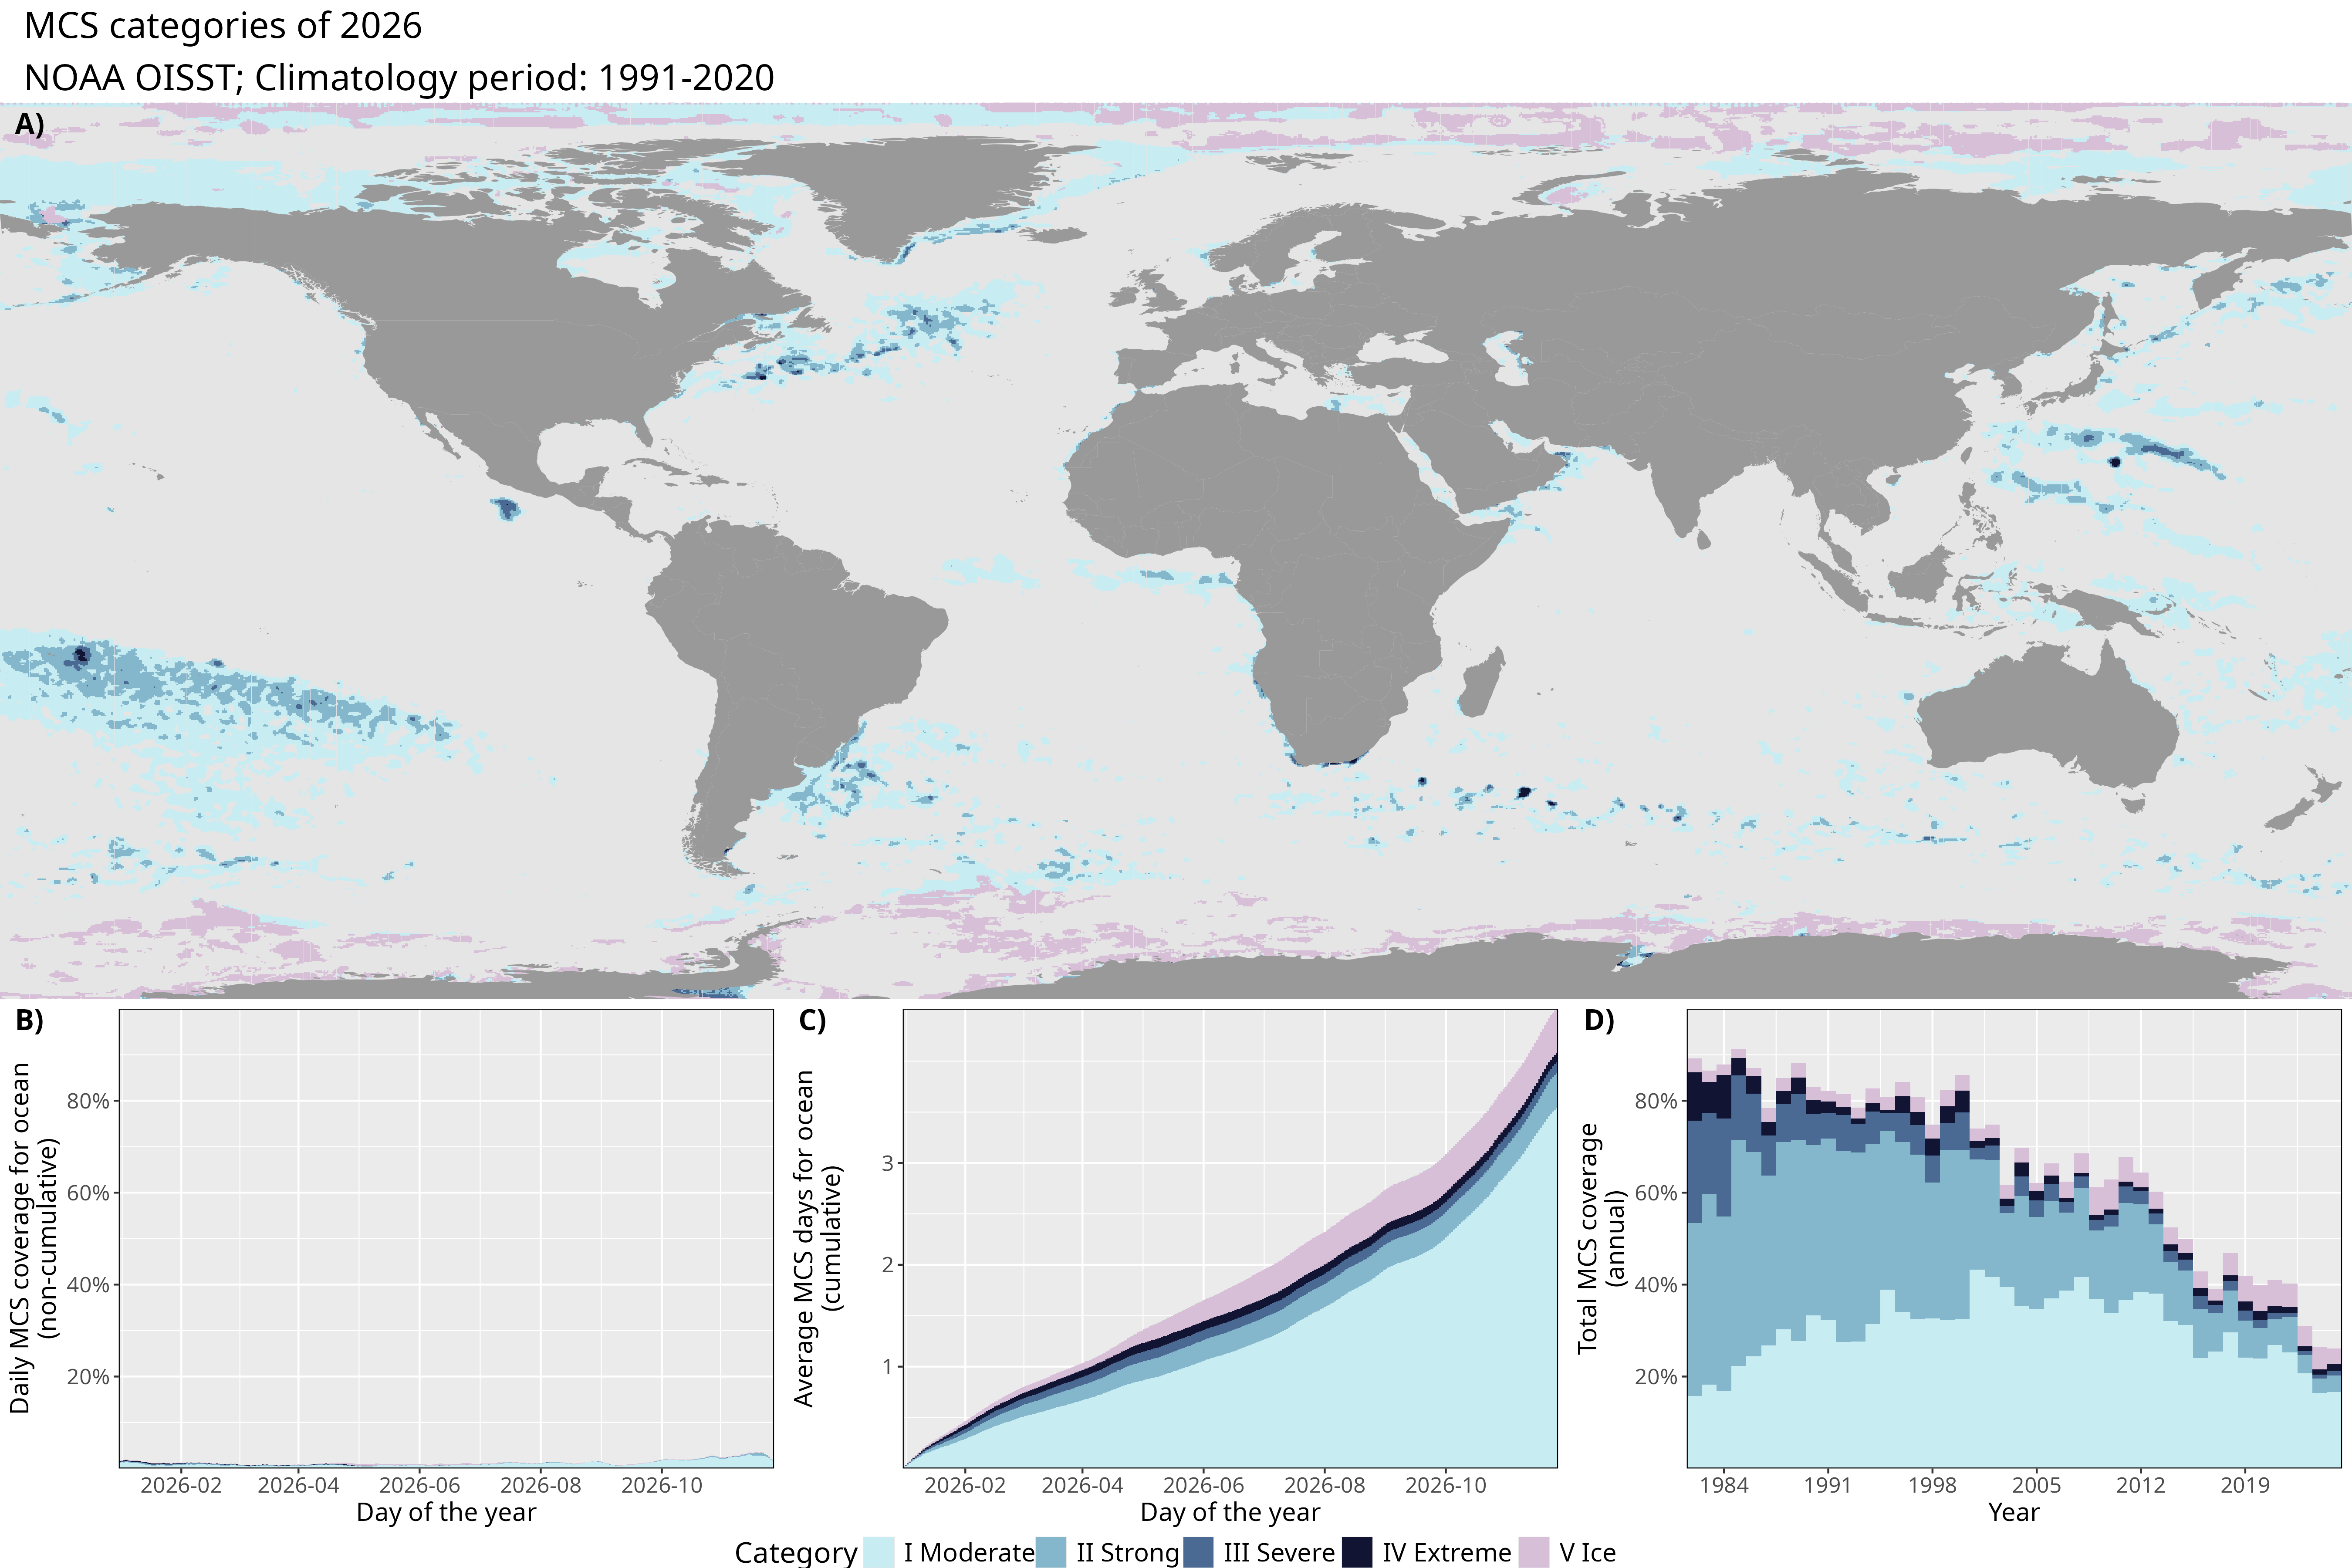 MCS categories of 2026
NOAA OISST; Climatology period: 1991-2020
A)
B)
Daily MCS coverage for ocean
(non-cumulative)
80%
60%
40%
20%
2026-02
2026-04
2026-06
2026-08
2026-10
Day of the year
C)
Average MCS days for ocean
(cumulative)
3
2
1
2026-02
2026-04
2026-06
2026-08
2026-10
Day of the year
D)
Total MCS coverage
(annual)
80%
60%
40%
20%
1984
1991
1998
2005
2012
2019
Year
Category
I Moderate
II Strong
III Severe
IV Extreme
V Ice